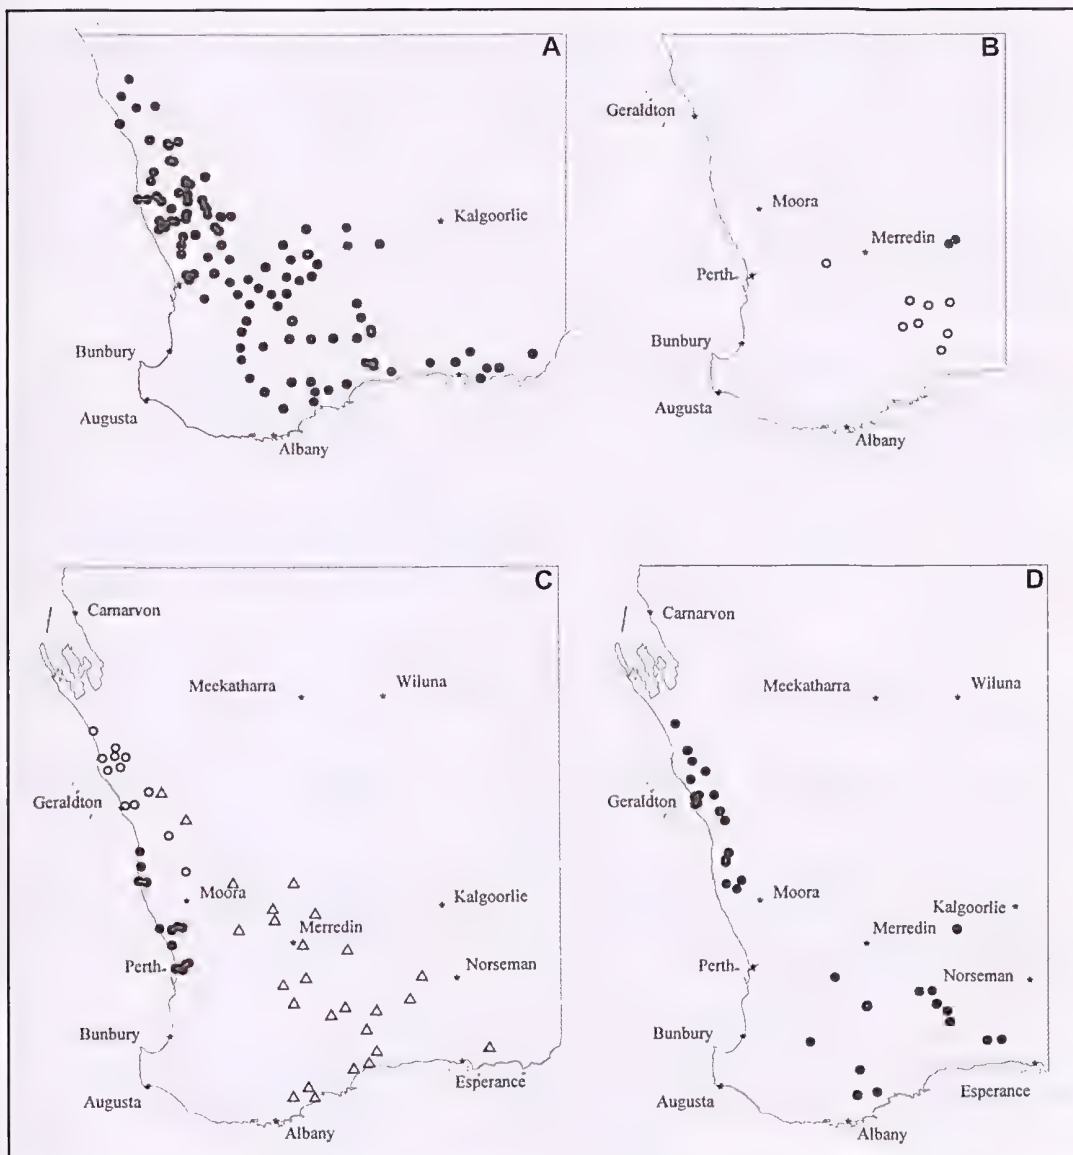 A
Kalgoorlie
Bunbury
Augusta
Albany
B
Geraldton
Moora
Merredin
Perth
Bunbury
Augusta
Albany
C
Carnarvon
Meekatharra
Wiluna
Geraldton
Moora
Kalgoorlie
Merredin
Perth
Norseman
Bunbury
Esperance
Augusta
Albany
D
Carnarvon
Meekatharra
Wiluna
Geraldton
Moora
Kalgoorlie
Merredin
Perth
Norseman
Bunbury
Esperance
Augusta
Albany